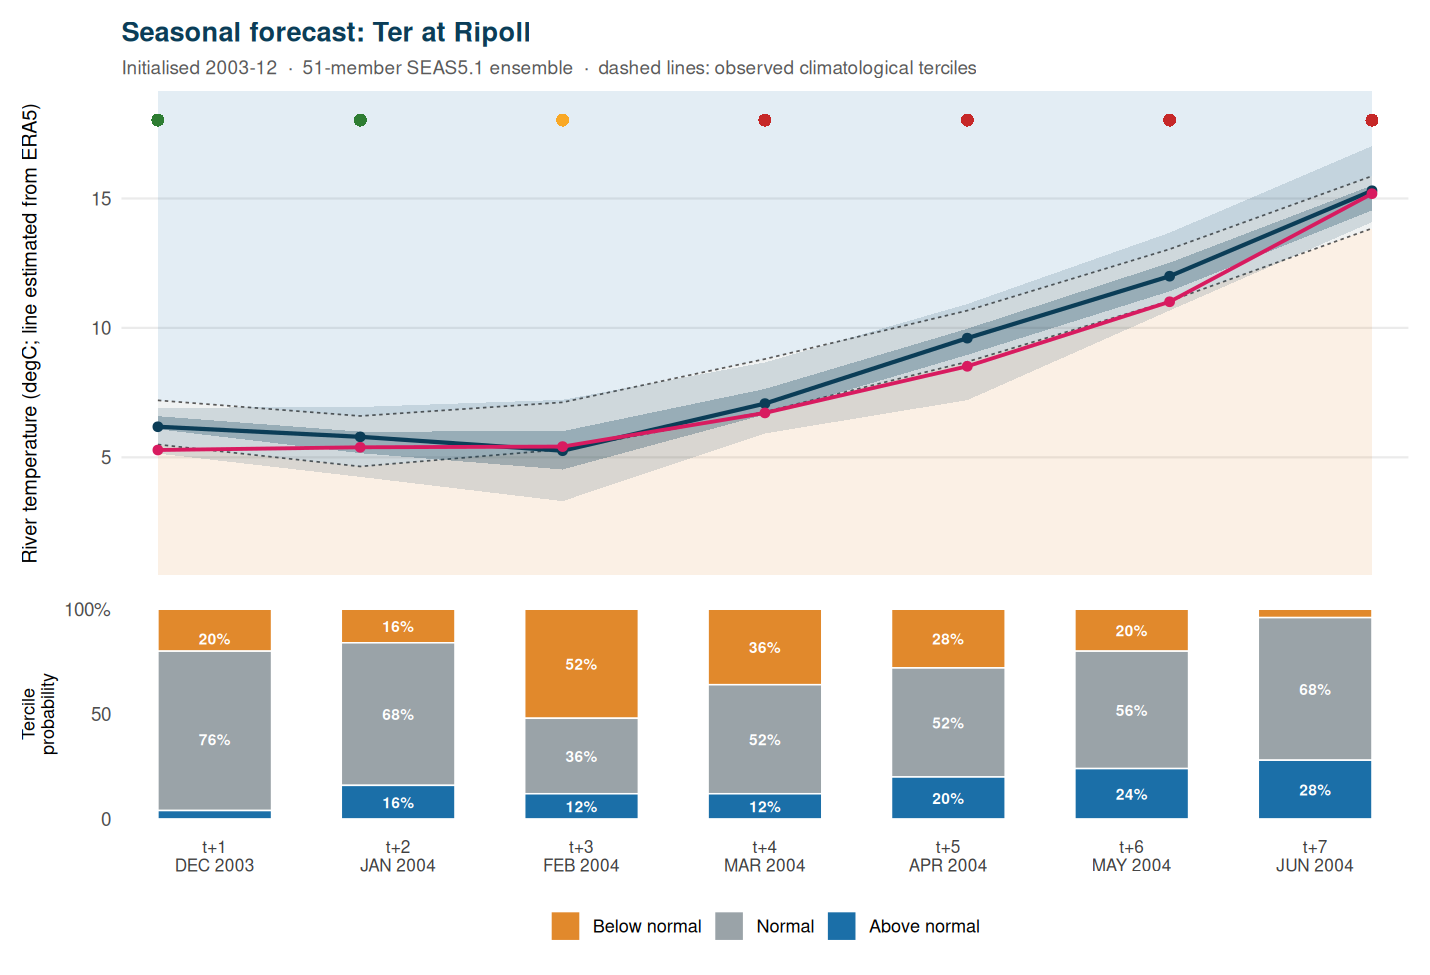 Seasonal forecast: Ter at Ripoll
Initialised 2003-12 · 51-member SEAS5.1 ensemble · dashed lines: observed climatological terciles
River temperature (degC; line estimated from ERA5)
15
10
5
Tercile
probability
100%
50
0
20% 16% 52% 36% 28% 20%
76% 68% 36% 52% 52% 56% 68%
16% 12% 12% 20% 24% 28%
t+1 t+2 t+3 t+4 t+5 t+6 t+7
DEC 2003 JAN 2004 FEB 2004 MAR 2004 APR 2004 MAY 2004 JUN 2004
Below normal Normal Above normal